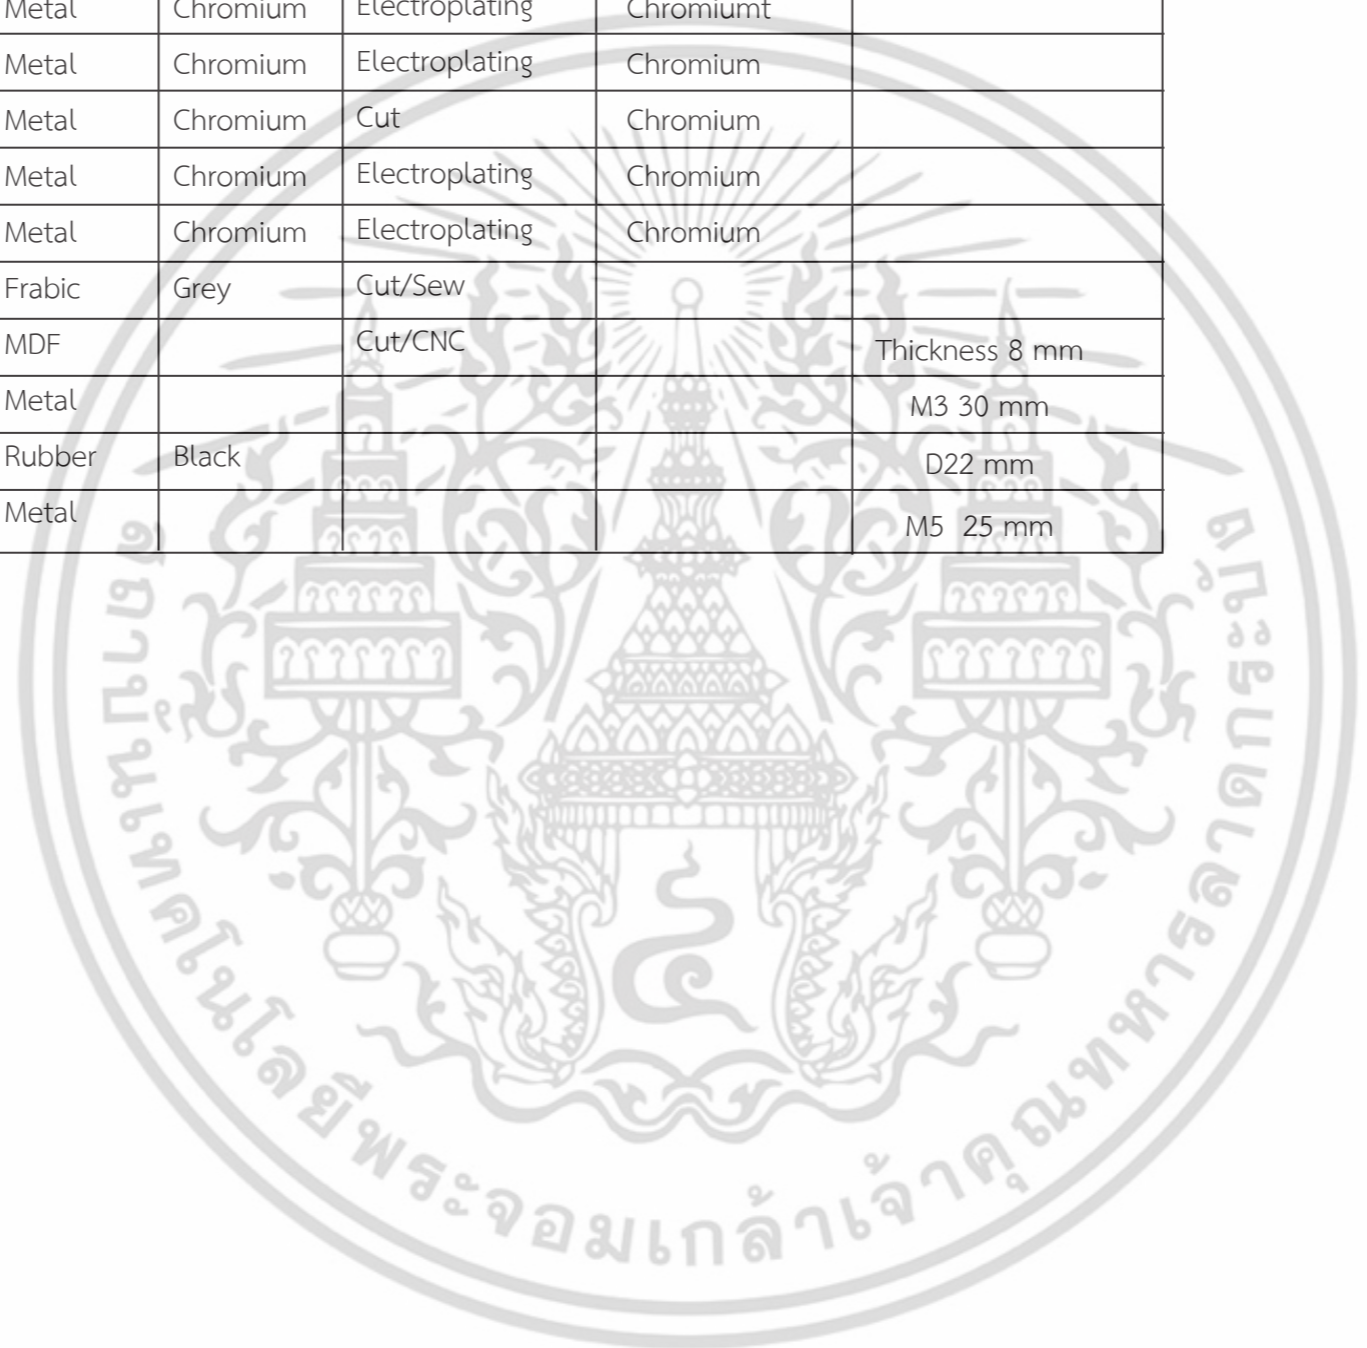 Metal Chromium Electroplating Chromiumt
Metal Chromium Electroplating Chromium
Metal Chromium Cut Chromium
Metal Chromium Electroplating Chromium
Metal Chromium Electroplating Chromium
Frabic Grey Cut/Sew
MDF Cut/CNC Thickness 8 mm
Metal M3 30 mm
Rubber Black D22 mm
Metal M5 25 mm
๔
สถาบันเทคโนโลยีพระจอมเกล้าเจ้าคุณทหารลาดกระบัง